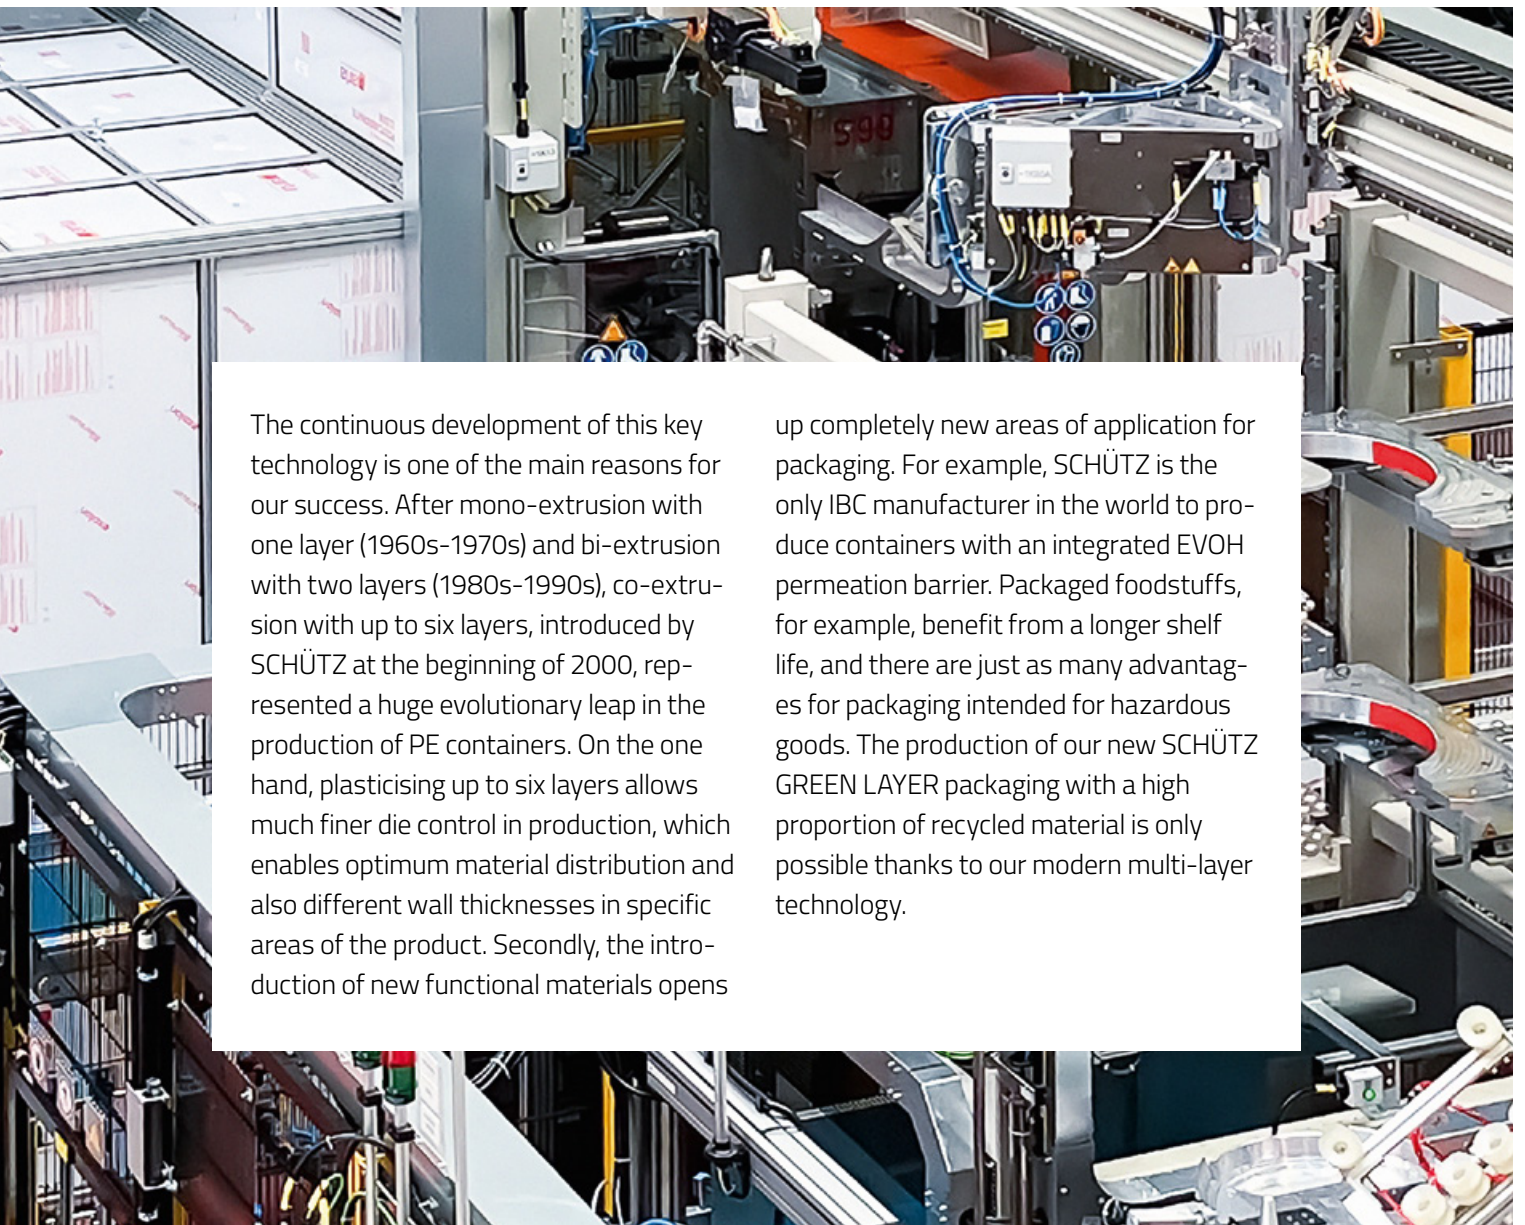 599
The continuous development of this key
technology is one of the main reasons for
our success. After mono-extrusion with
one layer (1960s-1970s) and bi-extrusion
with two layers (1980s-1990s), co-extru-
sion with up to six layers, introduced by
SCHÜTZ at the beginning of 2000, rep-
resented a huge evolutionary leap in the
production of PE containers. On the one
hand, plasticising up to six layers allows
much finer die control in production, which
enables optimum material distribution and
also different wall thicknesses in specific
areas of the product. Secondly, the intro-
duction of new functional materials opens
up completely new areas of application for
packaging. For example, SCHÜTZ is the
only IBC manufacturer in the world to pro-
duce containers with an integrated EVOH
permeation barrier. Packaged foodstuffs,
for example, benefit from a longer shelf
life, and there are just as many advantag-
es for packaging intended for hazardous
goods. The production of our new SCHÜTZ
GREEN LAYER packaging with a high
proportion of recycled material is only
possible thanks to our modern multi-layer
technology.